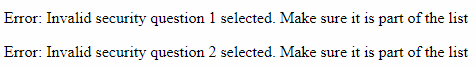 Error: Invalid security question 1 selected. Make sure it is part of the list
Error: Invalid security question 2 selected. Make sure it is part of the list